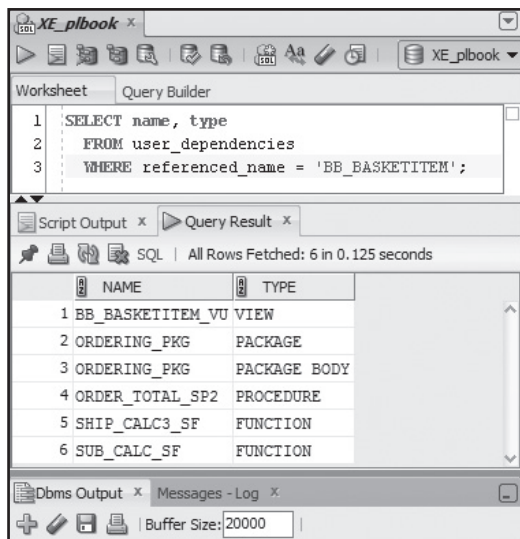 XE_plbook ×
XE_plbook
Worksheet Query Builder
1 SELECT name, type
2 FROM user_dependencies
3 WHERE referenced_name = 'BB_BASKETITEM';
Script Output × Query Result ×
SQL | All Rows Fetched: 6 in 0.125 seconds
NAME TYPE
1 BB_BASKETITEM_VU VIEW
2 ORDERING_PKG PACKAGE
3 ORDERING_PKG PACKAGE BODY
4 ORDER_TOTAL_SP2 PROCEDURE
5 SHIP_CALC3_SF FUNCTION
6 SUB_CALC_SF FUNCTION
Dbms Output × Messages - Log ×
Buffer Size: 20000